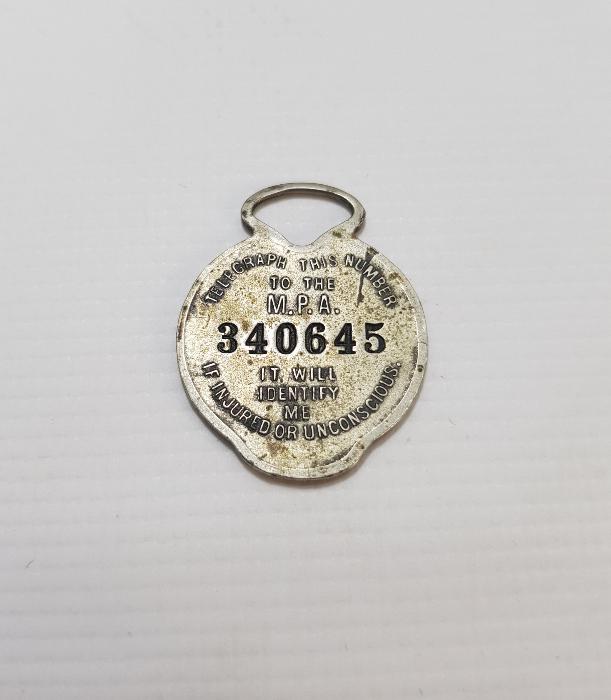 TELEGRAPH THIS NUMBER
TO THE
M.P.A.
340645
IT WILL
IDENTIFY
ME
IF INJURED OR UNCONSCIOUS.